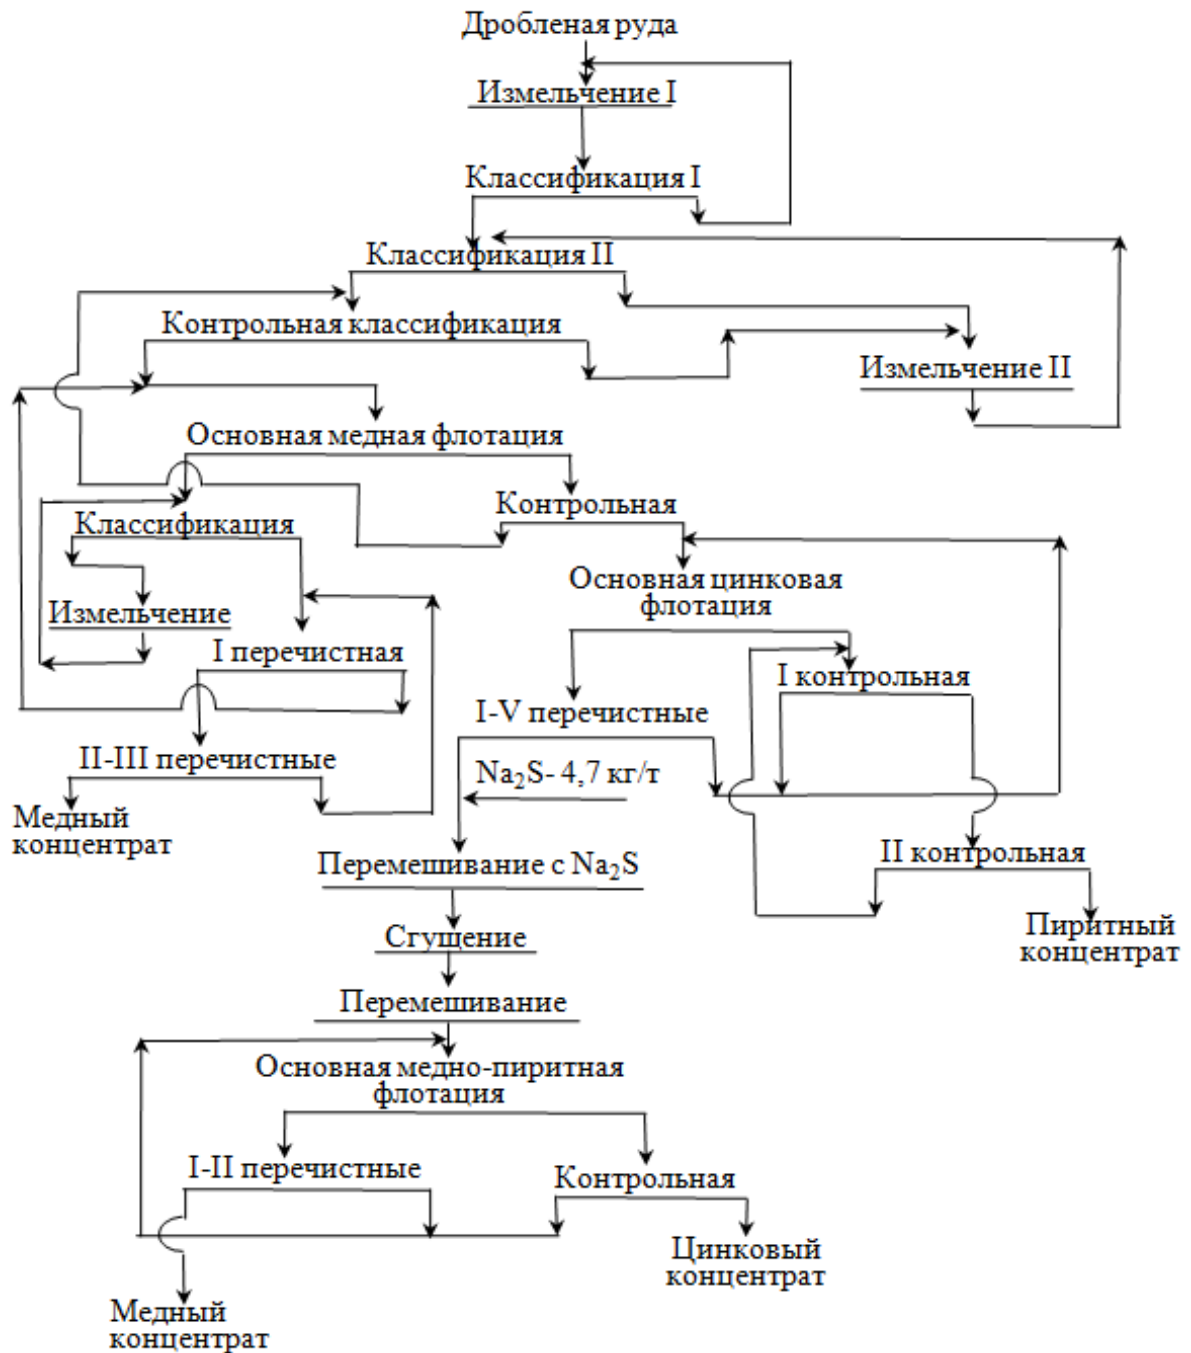 Дробленая руда
Измельчение I
Классификация I
Классификация II
Контрольная классификация
Измельчение II
Основная медная флотация
Контрольная
Классификация
Основная цинковая
флотация
Измельчение
I перечистная
I контрольная
I-V перечистные
II-III перечистные
Na₂S- 4,7 кг/т
Медный
концентрат
Перемешивание с Na₂S
II контрольная
Сгущение
Пиритный
концентрат
Перемешивание
Основная медно-пиритная
флотация
I-II перечистные
Контрольная
Цинковый
концентрат
Медный
концентрат